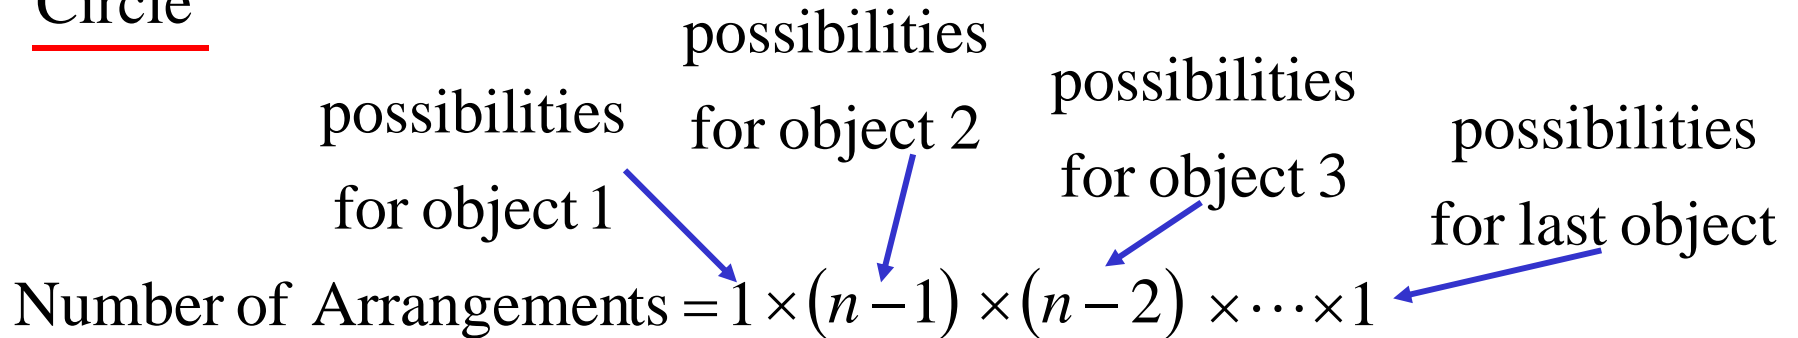 Circle
possibilities
for object 1
possibilities
for object 2
possibilities
for object 3
possibilities
for last object
Number of Arrangements = 1 × (n − 1) × (n − 2) × ⋯ × 1